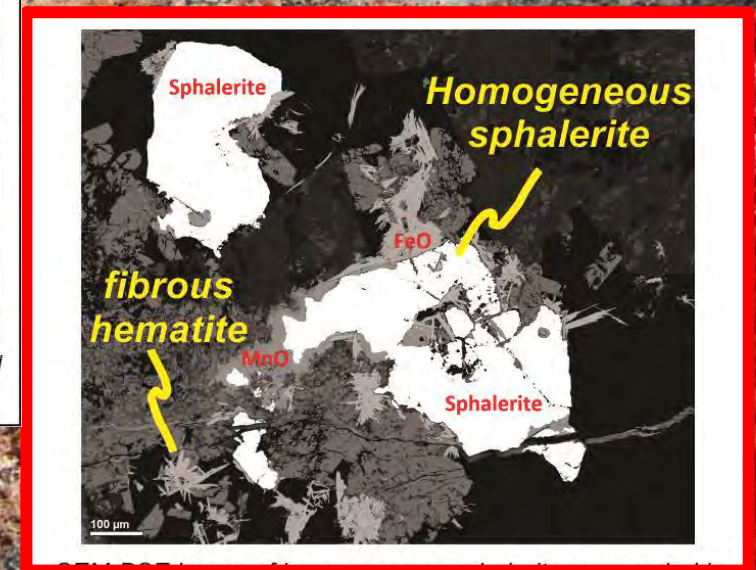 Sphalerite
Homogeneous
sphalerite
FeO
fibrous
hematite
MnO
Sphalerite
100 µm